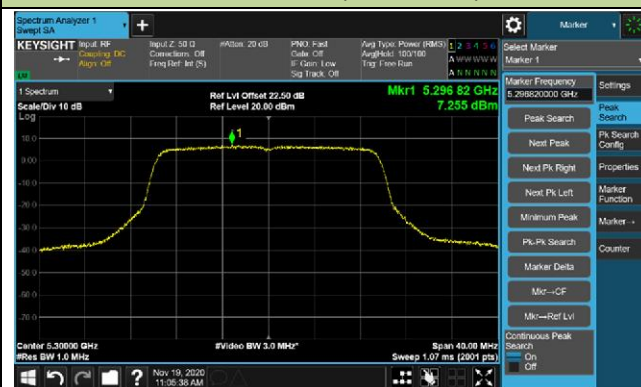 Spectrum Analyzer 1
Swept SA
+
Marker
KEYSIGHT Input: RF
Coupling: DC
Align: Off
Input Z: 50 Ω
Corrections: Off
Freq Ref: Int (S)
#Atten: 20 dB
PNO: Fast
Gate: Off
IF Gain: Low
Sig Track: Off
Avg Type: Power (RMS)
Avg|Hold: 100/100
Trig: Free Run
1 2 3 4 5 6
A W W W W W
A N N N N N
Select Marker
Marker 1
1 Spectrum
Scale/Div 10 dB
Log
Ref Lvl Offset 22.50 dB
Ref Level 20.00 dBm
Mkr1 5.296 82 GHz
7.255 dBm
1
10.0
0.00
-10.0
-20.0
-30.0
-40.0
-50.0
-60.0
-70.0
Center 5.30000 GHz
#Res BW 1.0 MHz
#Video BW 3.0 MHz*
Span 40.00 MHz
Sweep 1.07 ms (2001 pts)
Marker Frequency
5.296820000 GHz
Peak Search
Next Peak
Next Pk Right
Next Pk Left
Minimum Peak
Pk-Pk Search
Marker Delta
Mkr→CF
Mkr→Ref Lvl
Continuous Peak
Search
On
Off
Settings
Peak
Search
Pk Search
Config
Properties
Marker
Function
Marker→
Counter
?
Nov 19, 2020
11:05:38 AM